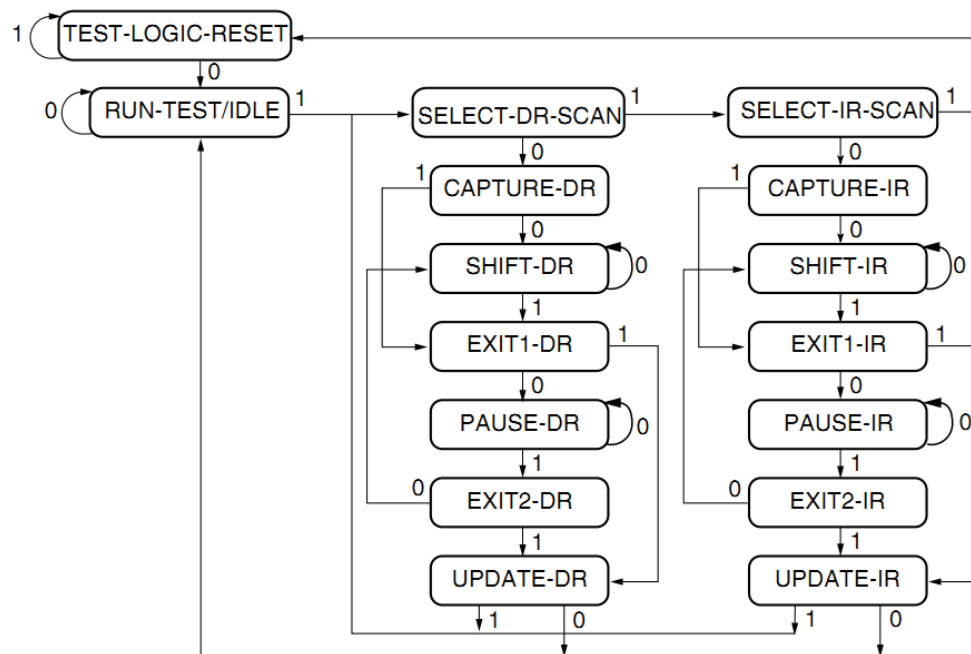 1
TEST-LOGIC-RESET
0
0
RUN-TEST/IDLE
1
SELECT-DR-SCAN
1
SELECT-IR-SCAN
1
0
0
1
CAPTURE-DR
1
CAPTURE-IR
0
0
SHIFT-DR
0
SHIFT-IR
0
1
1
EXIT1-DR
1
EXIT1-IR
1
0
0
PAUSE-DR
0
PAUSE-IR
0
1
1
0
EXIT2-DR
0
EXIT2-IR
1
1
UPDATE-DR
UPDATE-IR
1
0
1
0